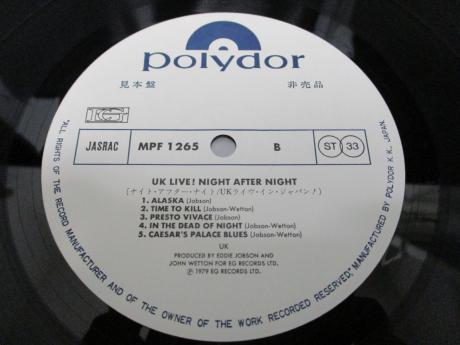 polydor
見本盤 非売品
EG
JASRAC MPF 1265 B ST 33
UK LIVE! NIGHT AFTER NIGHT
(ナイト・アフター・ナイト/UKライヴ・イン・ジャパン!)
1. ALASKA (Jobson)
2. TIME TO KILL (Jobson-Wetton)
3. PRESTO VIVACE (Jobson)
4. IN THE DEAD OF NIGHT (Jobson-Wetton)
5. CAESAR'S PALACE BLUES (Jobson-Wetton)
UK
PRODUCED BY EDDIE JOBSON AND
JOHN WETTON FOR EG RECORDS LTD.
Ⓟ 1979 EG RECORDS LTD.
"ALL RIGHTS OF THE RECORD MANUFACTURER AND OF THE OWNER OF THE WORK RECORDED RESERVED," MANUFACTURED BY POLYDOR K.K., JAPAN.